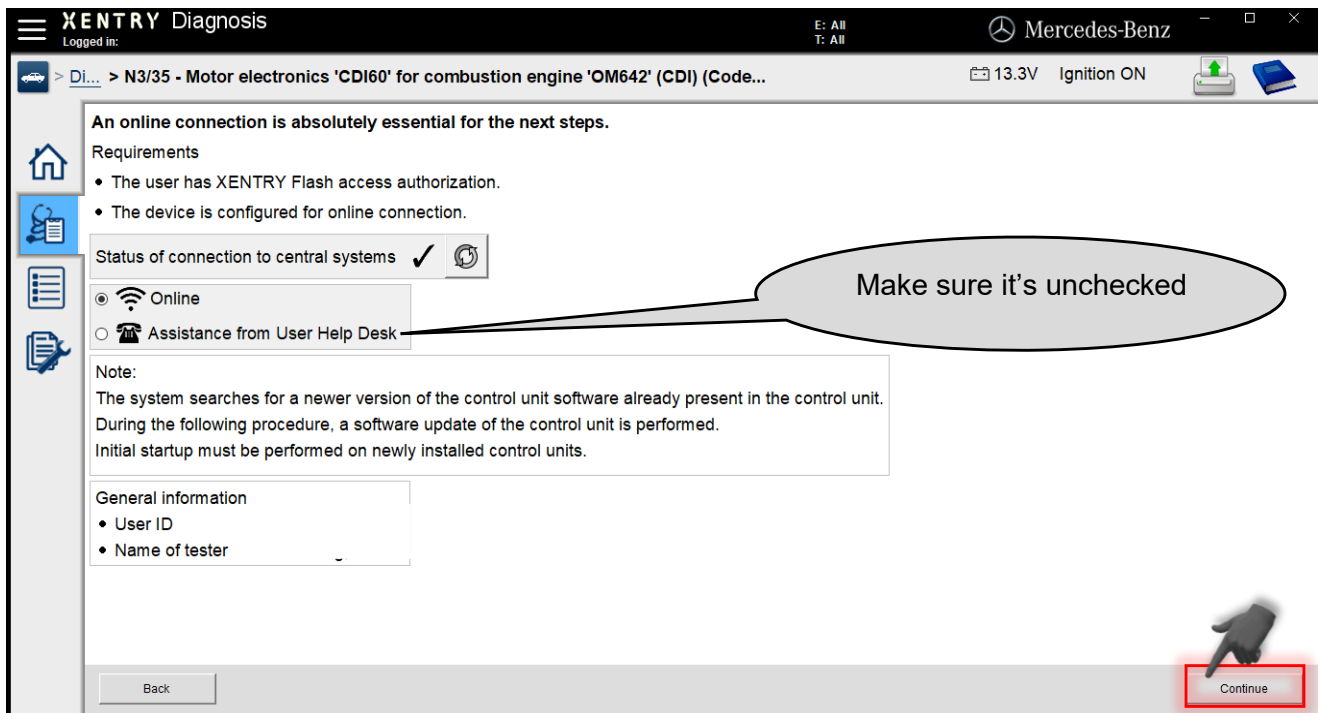 XENTRY Diagnosis
Logged in:
E: All
T: All
Mercedes-Benz
> Di... > N3/35 - Motor electronics 'CDI60' for combustion engine 'OM642' (CDI) (Code...
13.3V Ignition ON
An online connection is absolutely essential for the next steps.
Requirements
• The user has XENTRY Flash access authorization.
• The device is configured for online connection.
Status of connection to central systems
Online
Assistance from User Help Desk
Make sure it’s unchecked
Note:
The system searches for a newer version of the control unit software already present in the control unit.
During the following procedure, a software update of the control unit is performed.
Initial startup must be performed on newly installed control units.
General information
• User ID
• Name of tester
Back
Continue